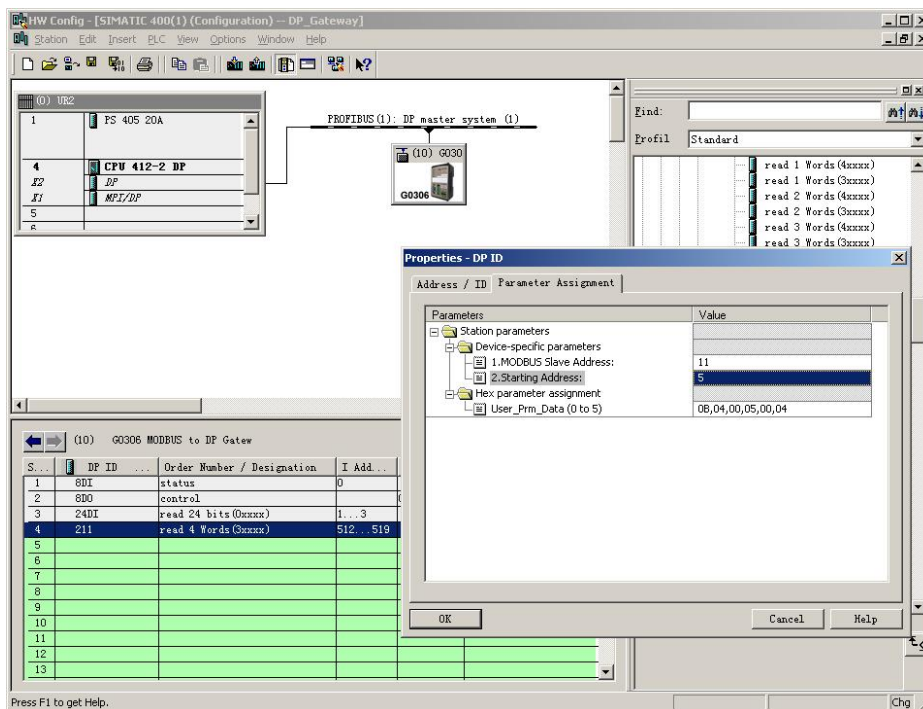 HW Config - [SIMATIC 400(1) (Configuration) -- DP_Gateway]
Station Edit Insert PLC View Options Window Help
(0) UR2
1 PS 405 20A
4 CPU 412-2 DP
X2 DP
X1 MPI/DP
5
6
PROFIBUS(1): DP master system (1)
(10) G030
G0306
Find:
Profil Standard
read 1 Words(4xxxx)
read 1 Words(3xxxx)
read 2 Words(4xxxx)
read 2 Words(3xxxx)
read 3 Words(4xxxx)
read 3 Words(3xxxx)
Properties - DP ID
Address / ID Parameter Assignment
Parameters Value
Station parameters
Device-specific parameters
1.MODBUS Slave Address: 11
2.Starting Address: 5
Hex parameter assignment
User_Prm_Data (0 to 5) 0B,04,00,05,00,04
OK Cancel Help
(10) G0306 MODBUS to DP Gatew
S... DP ID ... Order Number / Designation I Add...
1 8DI status 0
2 8DO control
3 24DI read 24 bits(0xxxx) 1...3
4 211 read 4 Words(3xxxx) 512...519
5
6
7
8
9
10
11
12
13
Press F1 to get Help. Chg